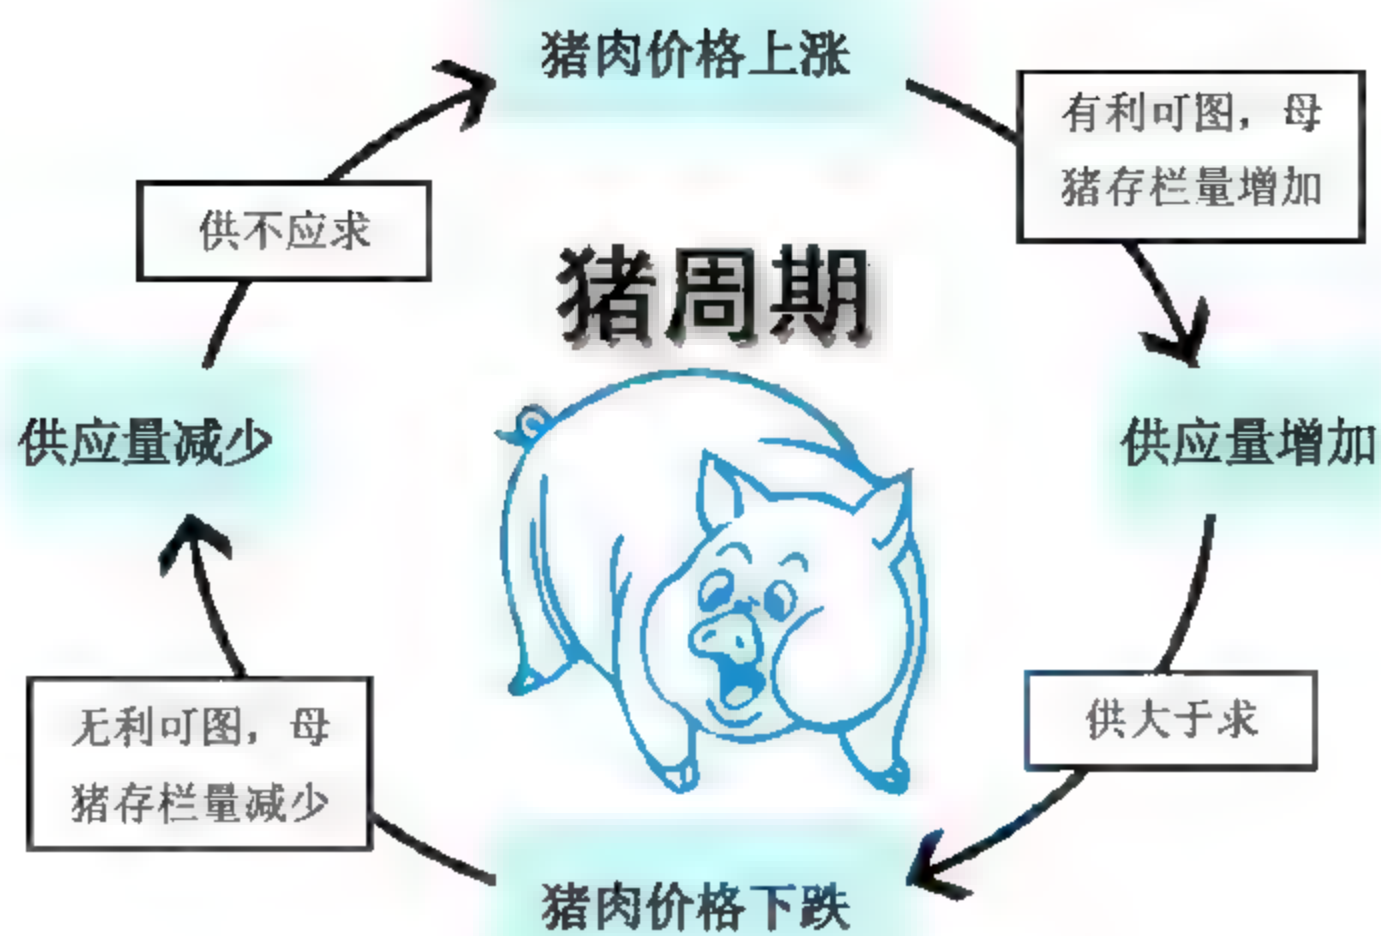 猪肉价格上涨
有利可图，母
猪存栏量增加
供不应求
猪周期
供应量减少
供应量增加
无利可图，母
猪存栏量减少
供大于求
猪肉价格下跌